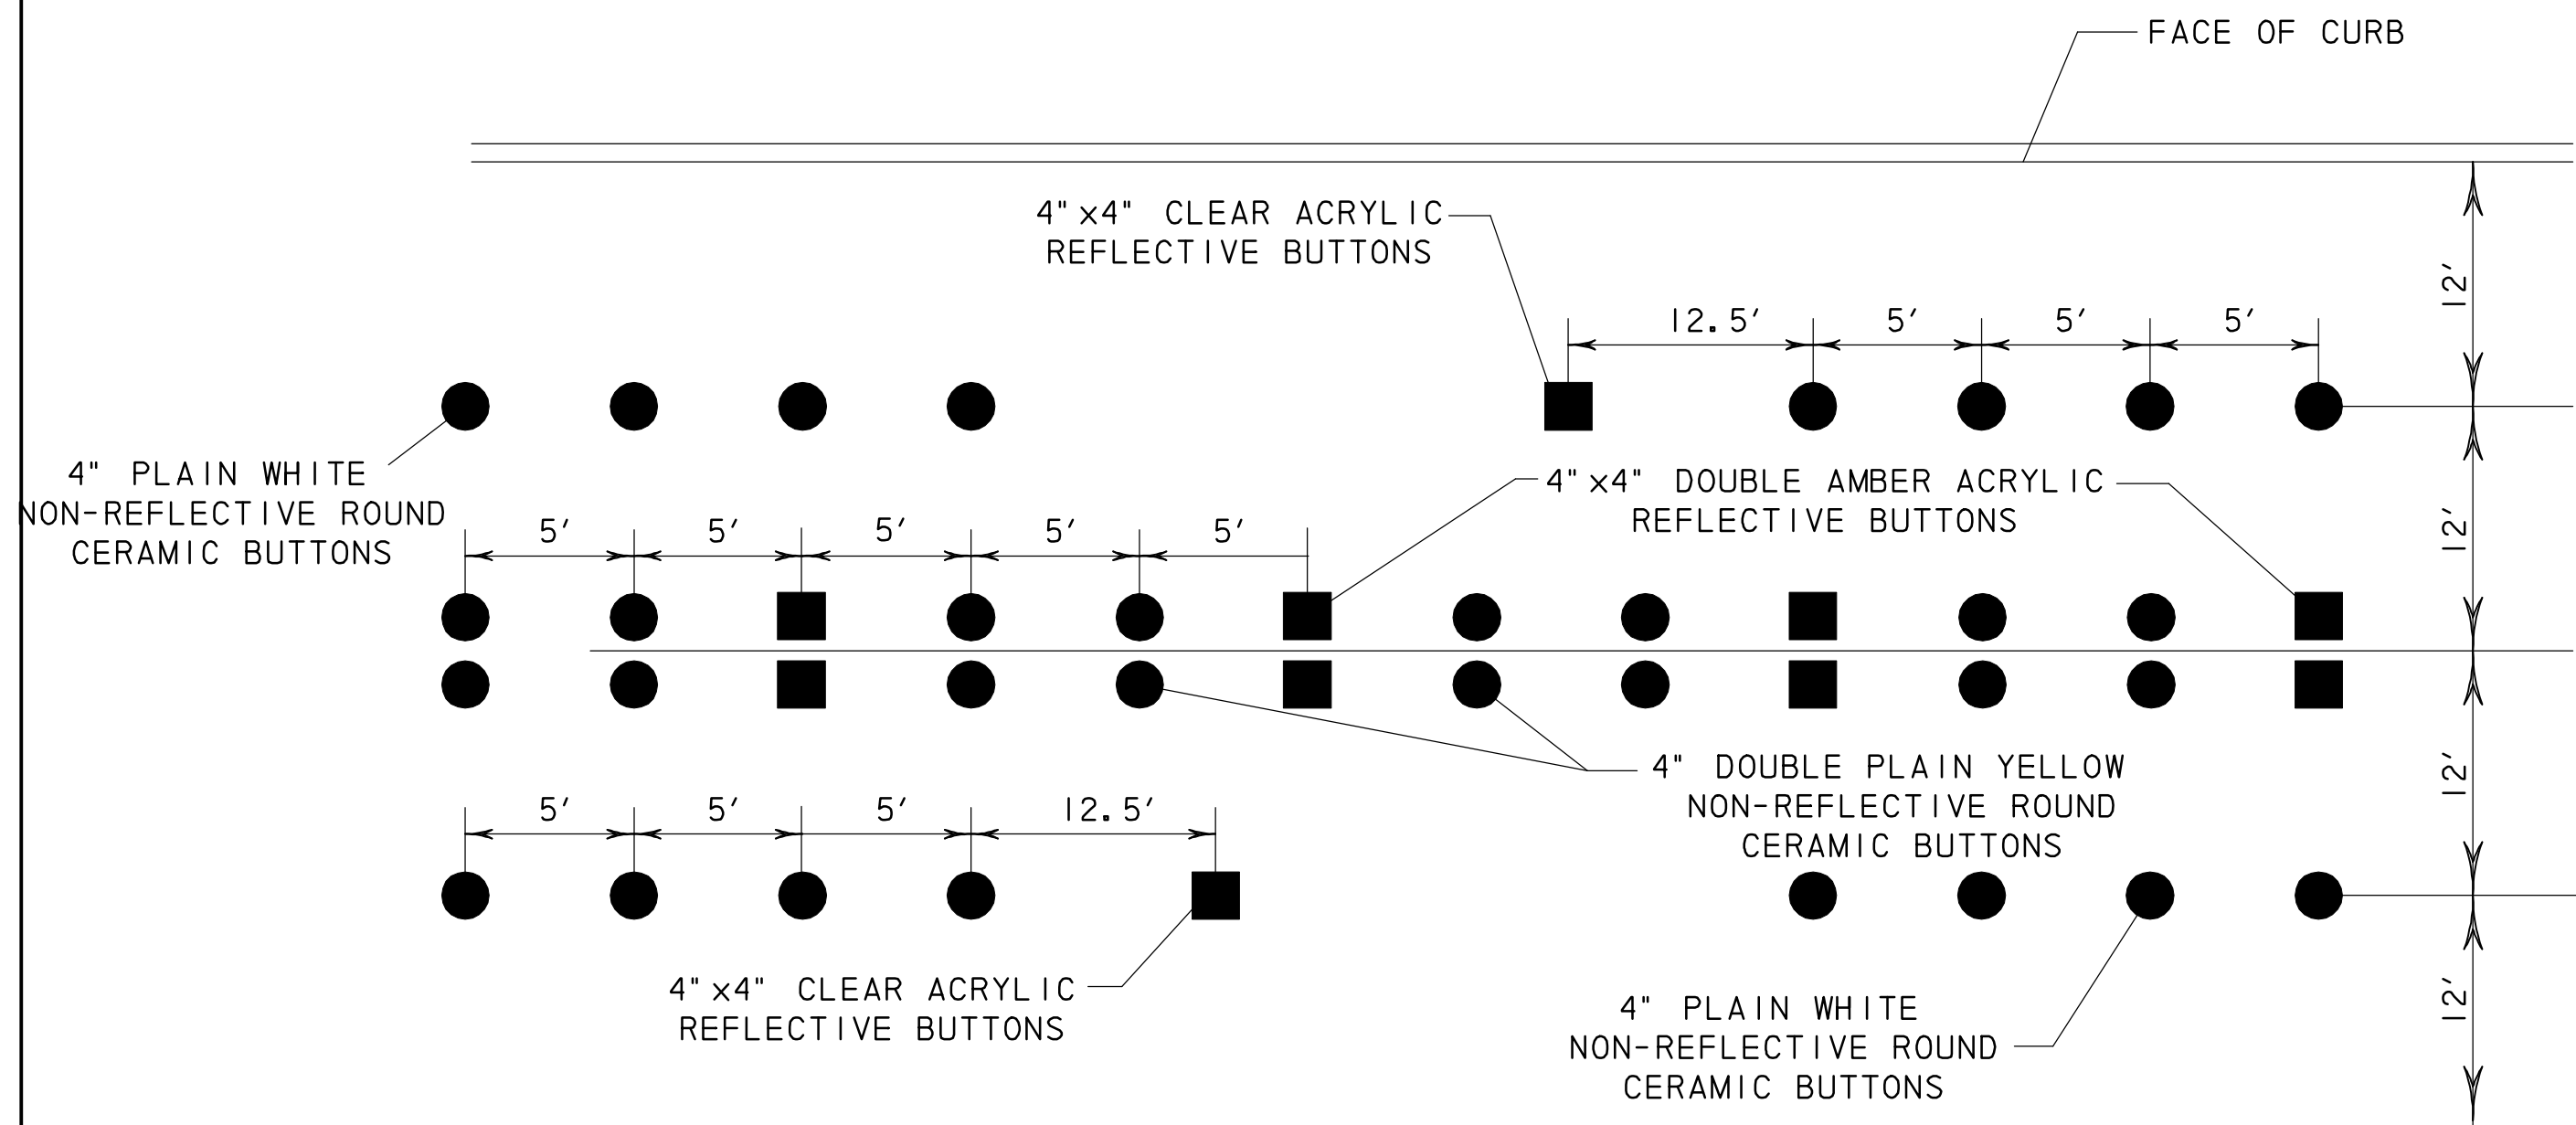 FACE OF CURB
4"x4" CLEAR ACRYLIC
REFLECTIVE BUTTONS
12.5' 5' 5' 5'
12'
4" PLAIN WHITE
NON-REFLECTIVE ROUND
CERAMIC BUTTONS
4"x4" DOUBLE AMBER ACRYLIC
REFLECTIVE BUTTONS
5' 5' 5' 5' 5'
12'
4" DOUBLE PLAIN YELLOW
NON-REFLECTIVE ROUND
CERAMIC BUTTONS
12'
5' 5' 5' 12.5'
4"x4" CLEAR ACRYLIC
REFLECTIVE BUTTONS
4" PLAIN WHITE
NON-REFLECTIVE ROUND
CERAMIC BUTTONS
12'